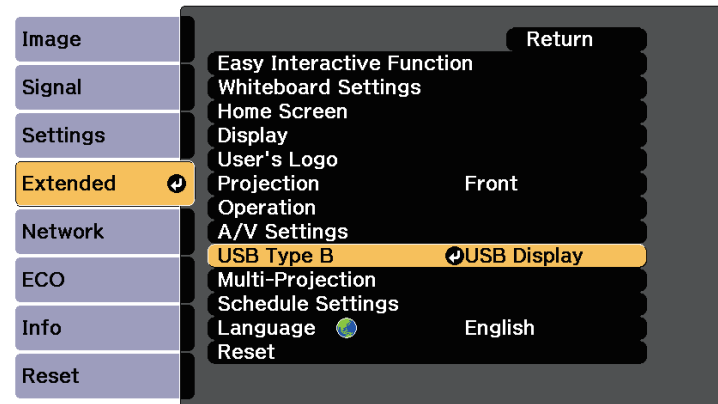 Image
Signal
Settings
Extended
Network
ECO
Info
Reset
Return
Easy Interactive Function
Whiteboard Settings
Home Screen
Display
User's Logo
Projection Front
Operation
A/V Settings
USB Type B USB Display
Multi-Projection
Schedule Settings
Language English
Reset